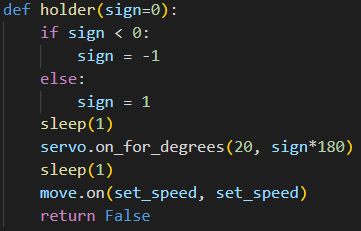 def holder(sign=0):
    if sign < 0:
        sign = -1
    else:
        sign = 1
    sleep(1)
    servo.on_for_degrees(20, sign*180)
    sleep(1)
    move.on(set_speed, set_speed)
    return False